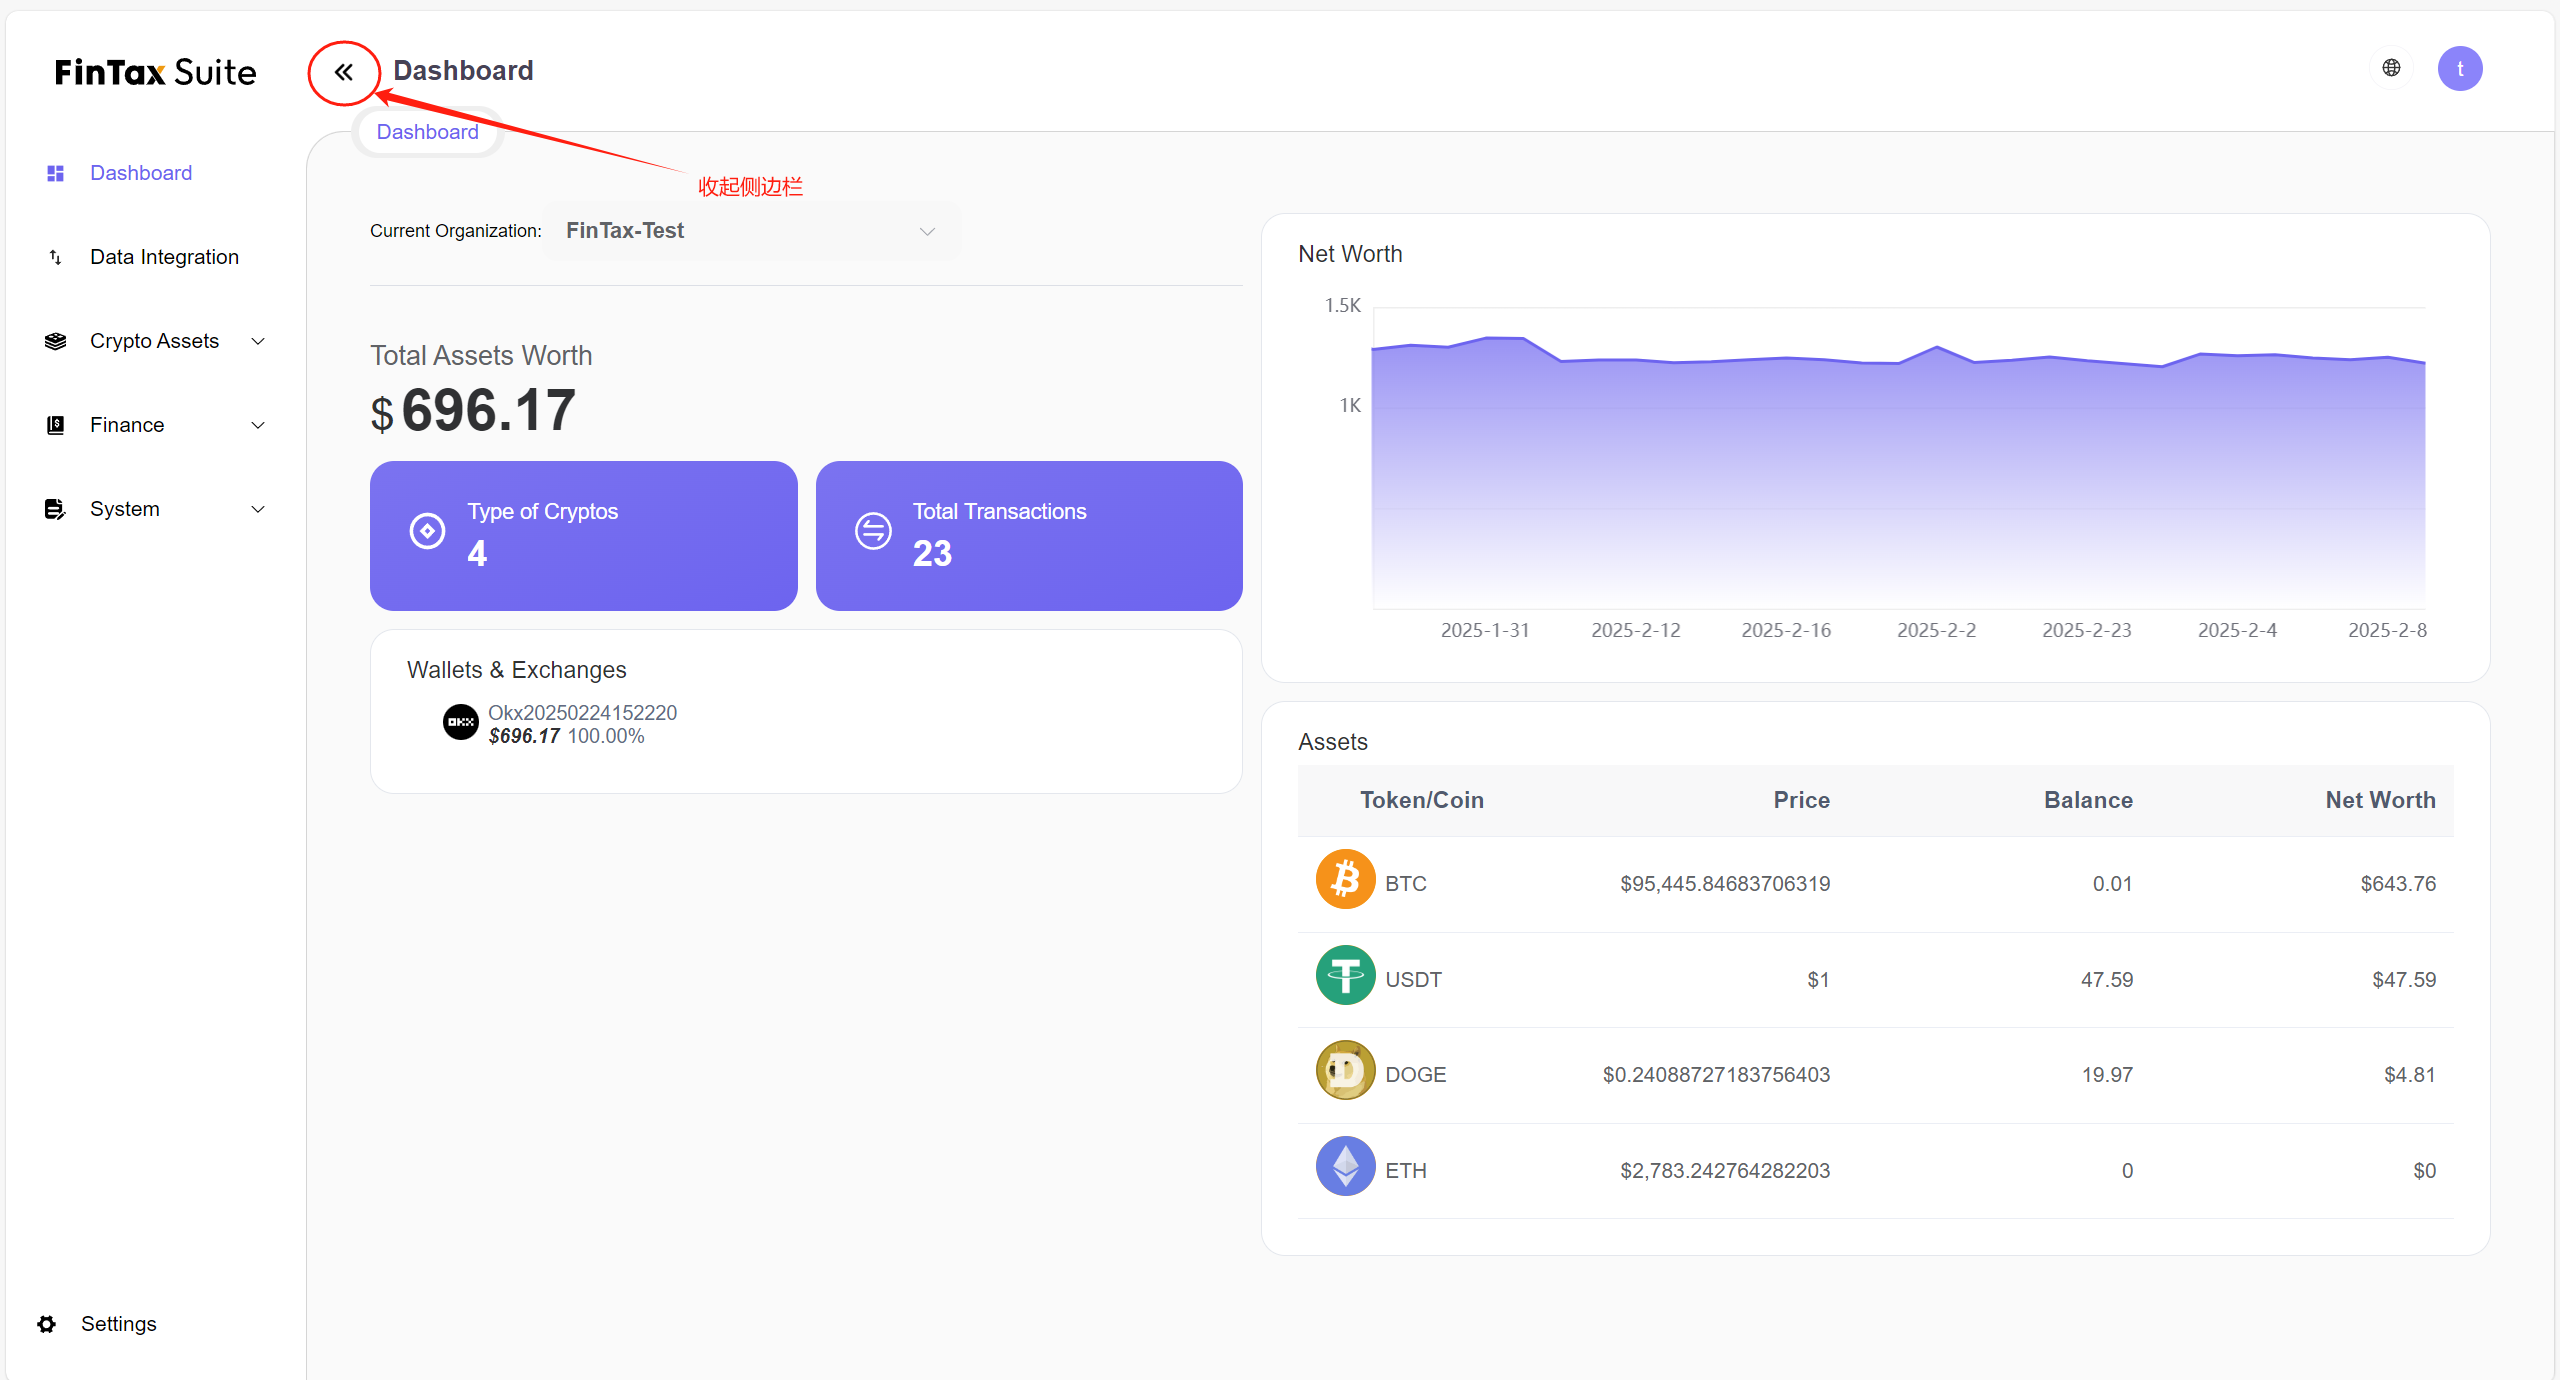 FinTax Suite
Dashboard
t
Dashboard
收起侧边栏
Dashboard
Data Integration
Crypto Assets
Finance
System
Settings
Current Organization: FinTax-Test
Total Assets Worth
$ 696.17
Type of Cryptos
4
Total Transactions
23
Wallets & Exchanges
OKX
Okx20250224152220
$696.17 100.00%
Net Worth
1.5K
1K
2025-1-31 2025-2-12 2025-2-16 2025-2-2 2025-2-23 2025-2-4 2025-2-8
Assets
Token/Coin Price Balance Net Worth
BTC $95,445.84683706319 0.01 $643.76
USDT $1 47.59 $47.59
DOGE $0.24088727183756403 19.97 $4.81
ETH $2,783.242764282203 0 $0